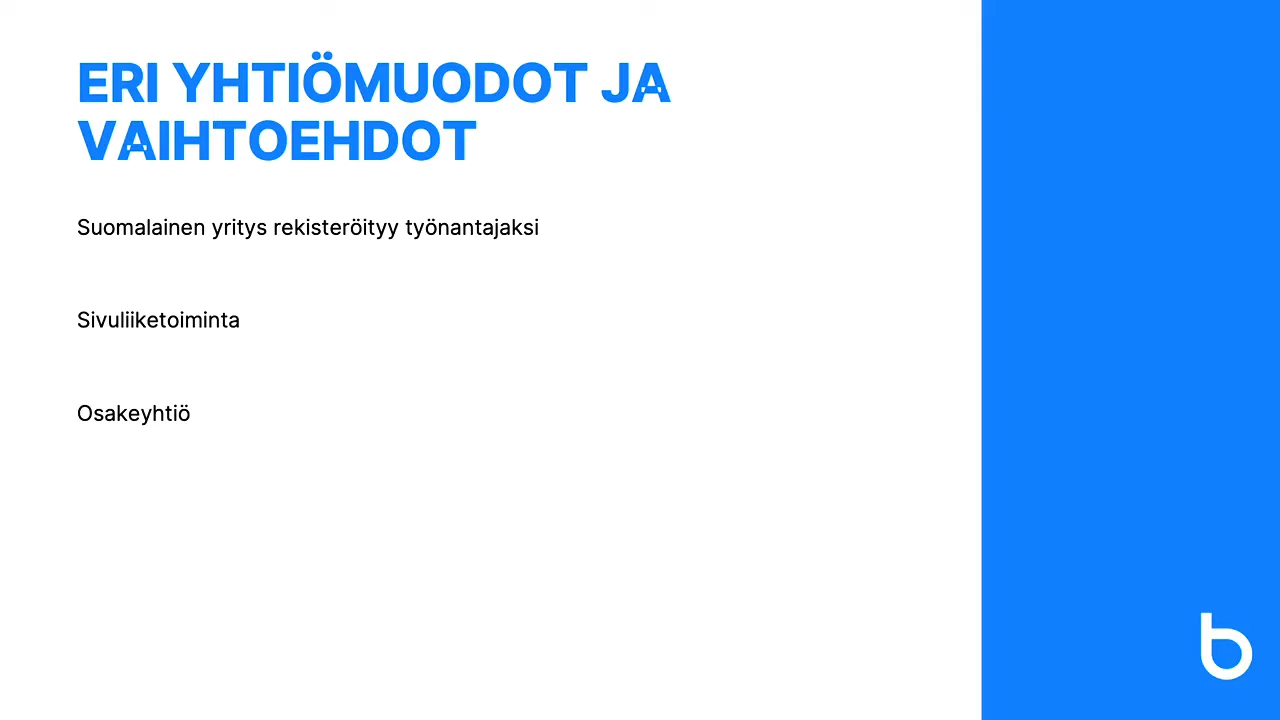 ERI YHTIÖMUODOT JA
VAIHTOEHDOT
Suomalainen yritys rekisteröityy työnantajaksi
Sivuliiketoiminta
Osakeyhtiö
b